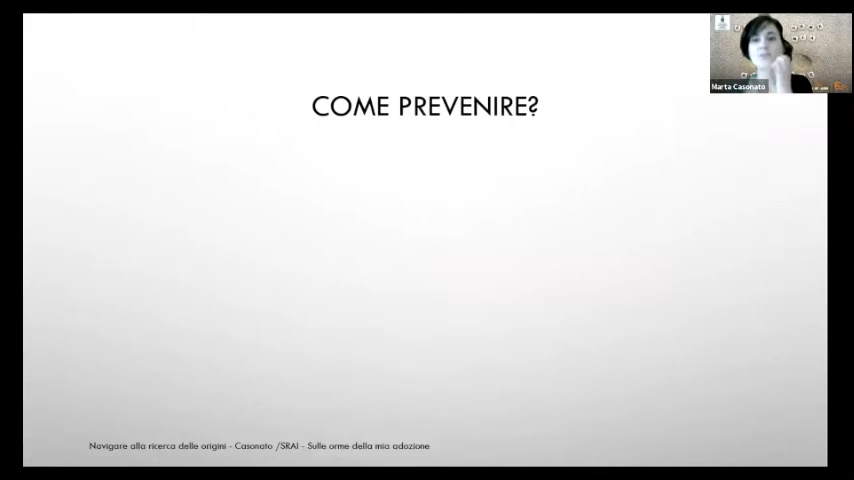 COME PREVENIRE?
Marta Casonato
Navigare alla ricerca delle origini - Casonato /SRAI - Sulle orme della mia adozione